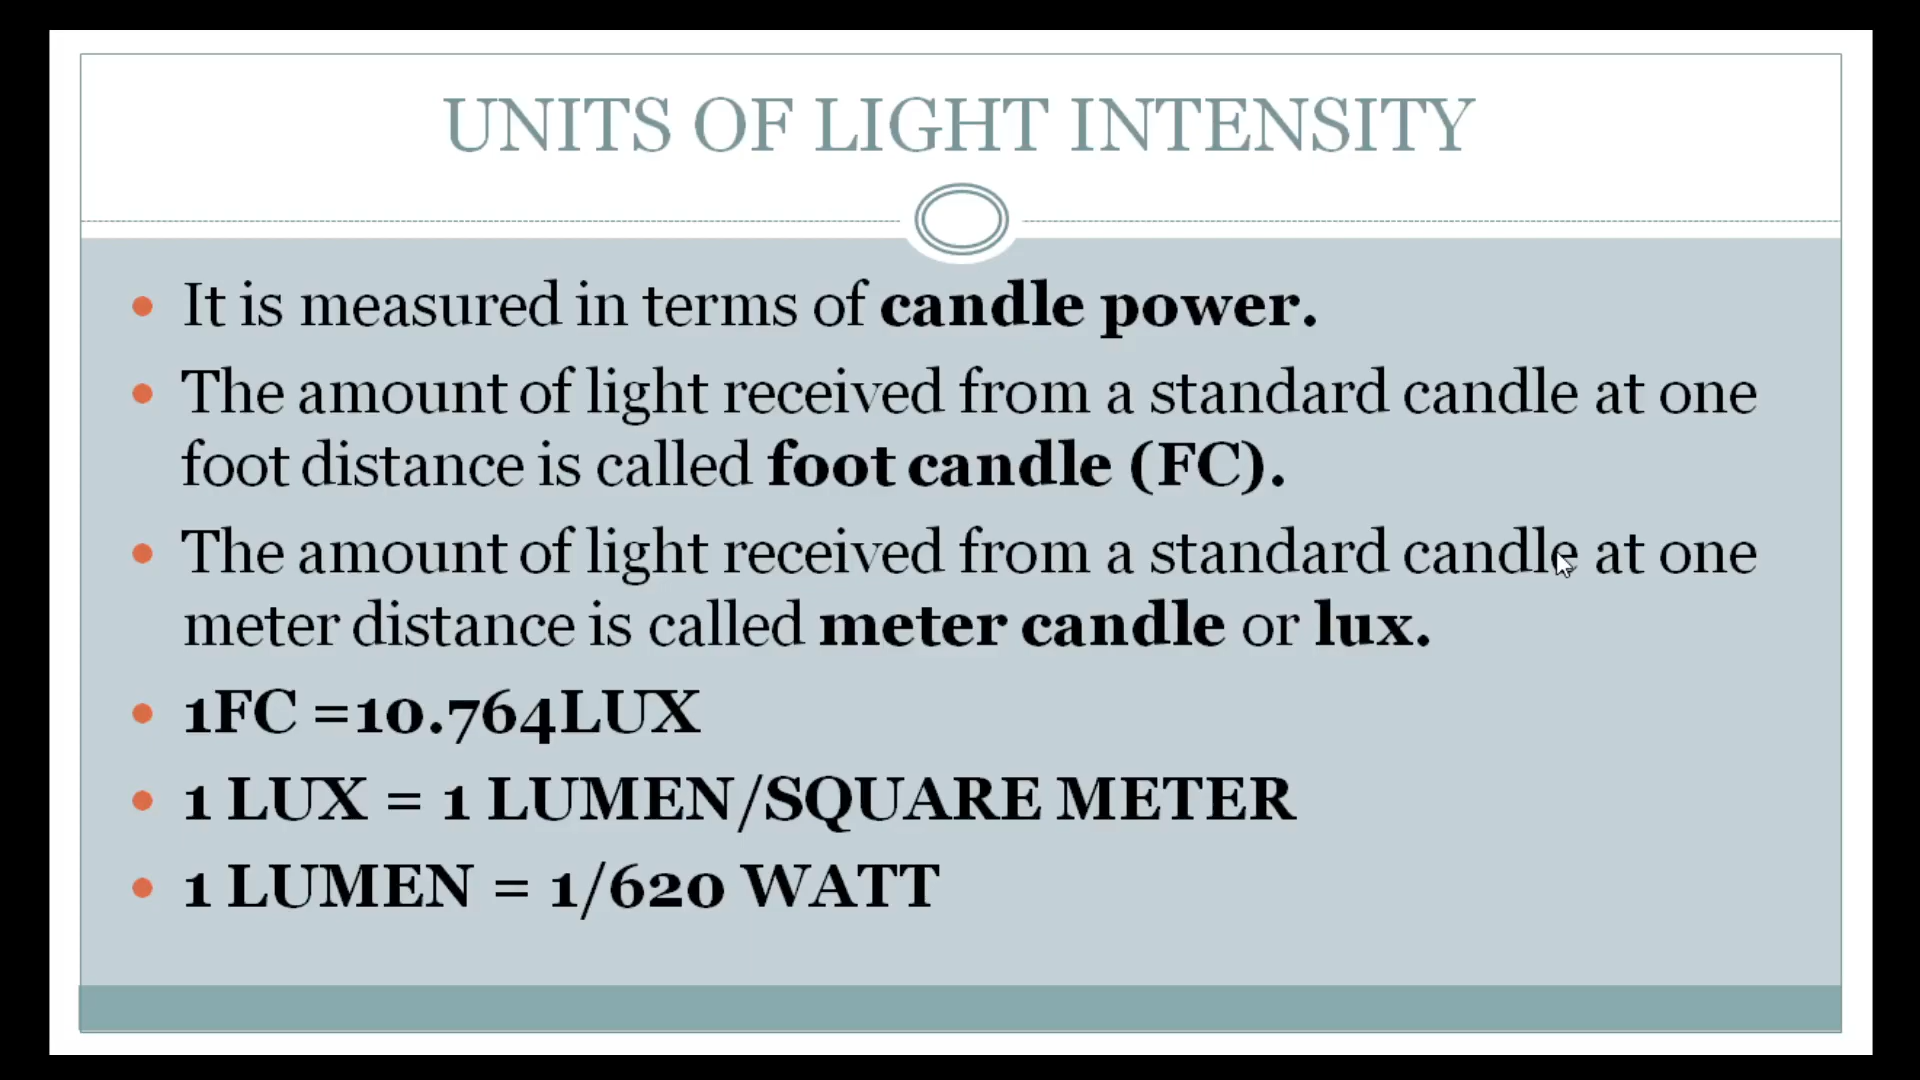 UNITS OF LIGHT INTENSITY
• It is measured in terms of candle power.
• The amount of light received from a standard candle at one
foot distance is called foot candle (FC).
• The amount of light received from a standard candle at one
meter distance is called meter candle or lux.
• 1FC =10.764LUX
• 1 LUX = 1 LUMEN/SQUARE METER
• 1 LUMEN = 1/620 WATT